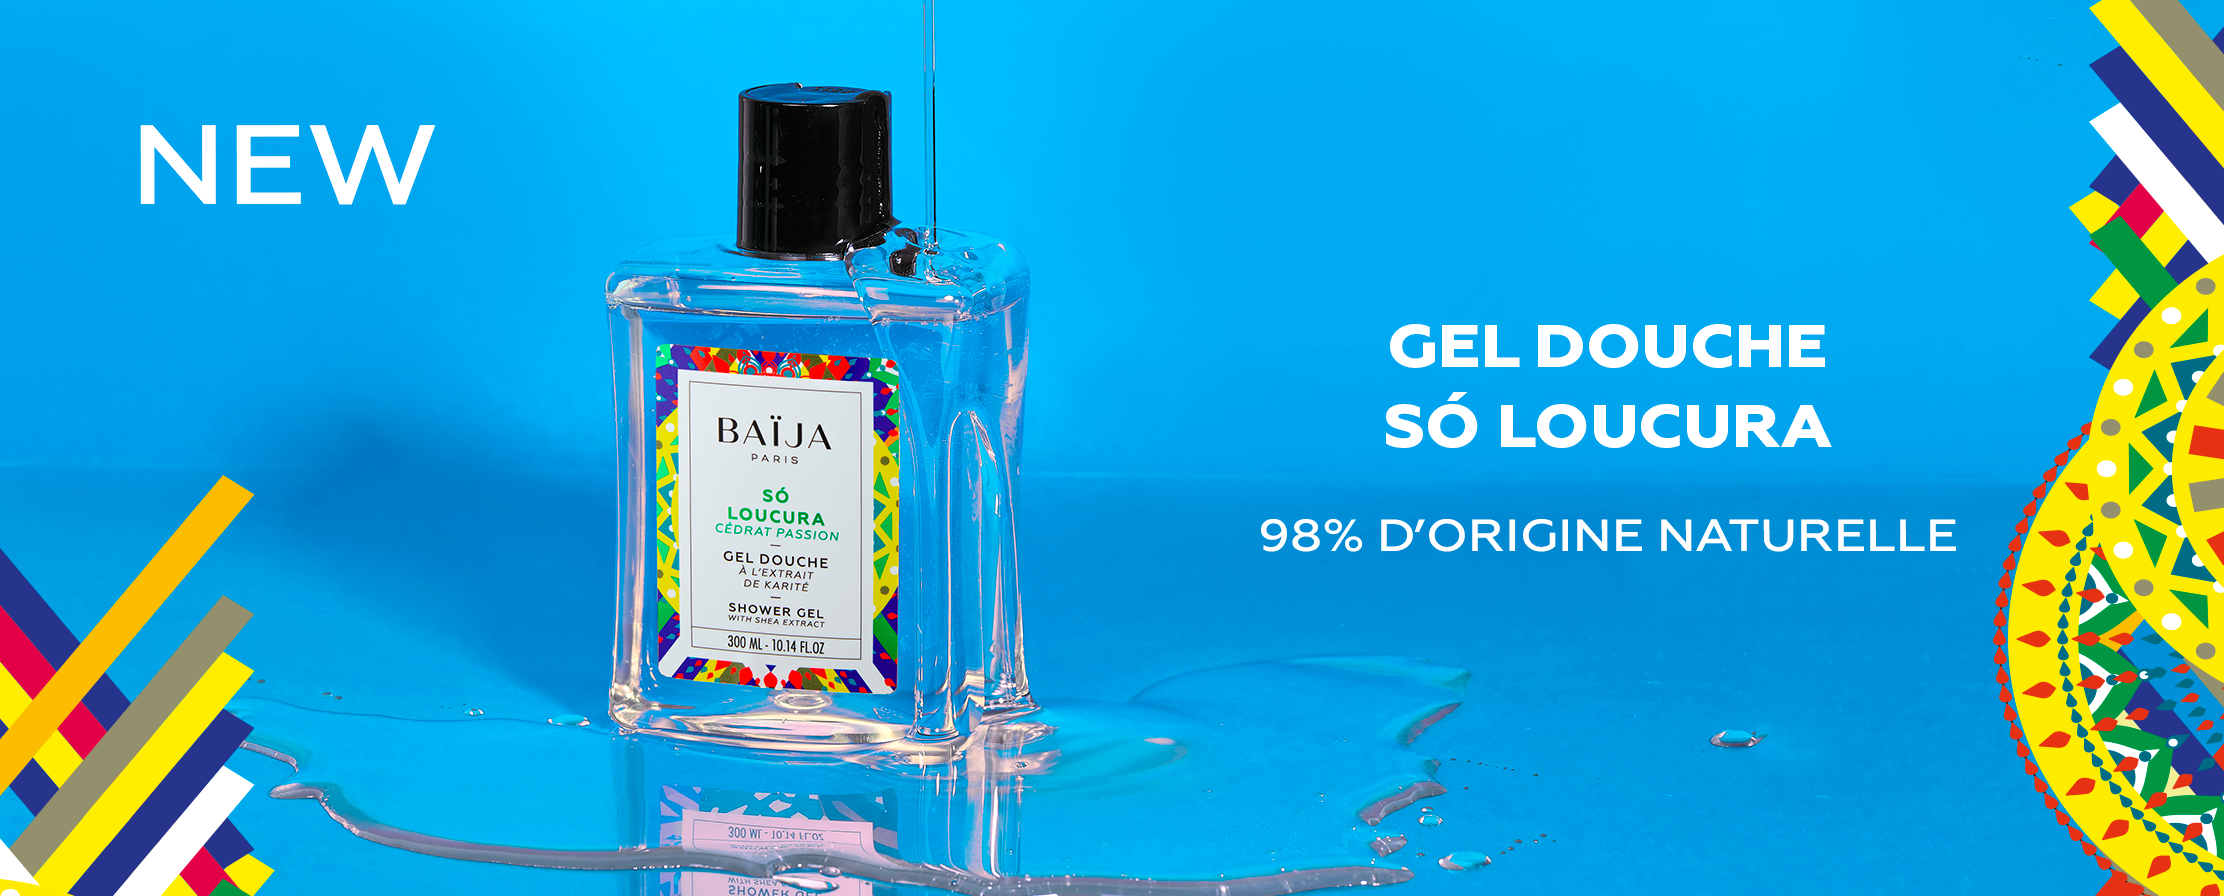 NEW
BAÏJA
PARIS
SÓ
LOUCURA
CÉDRAT PASSION
GEL DOUCHE
À L'EXTRAIT
DE KARITÉ
SHOWER GEL
WITH SHEA EXTRACT
300 ML - 10.14 FL.OZ
GEL DOUCHE
SÓ LOUCURA
98% D'ORIGINE NATURELLE